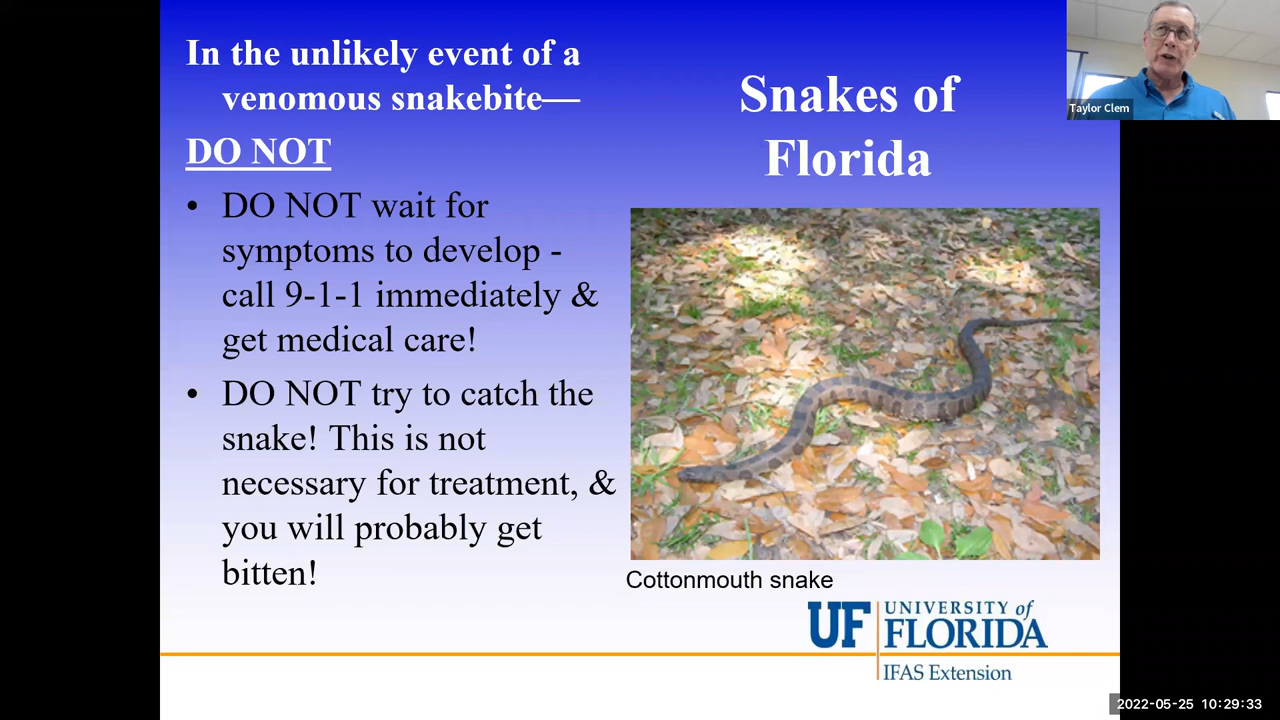 In the unlikely event of a
venomous snakebite—
DO NOT
• DO NOT wait for
symptoms to develop -
call 9-1-1 immediately &
get medical care!
• DO NOT try to catch the
snake! This is not
necessary for treatment, &
you will probably get
bitten!
Snakes of
Florida
Cottonmouth snake
UF UNIVERSITY of
FLORIDA
IFAS Extension
Taylor Clem
2022-05-25 10:29:33